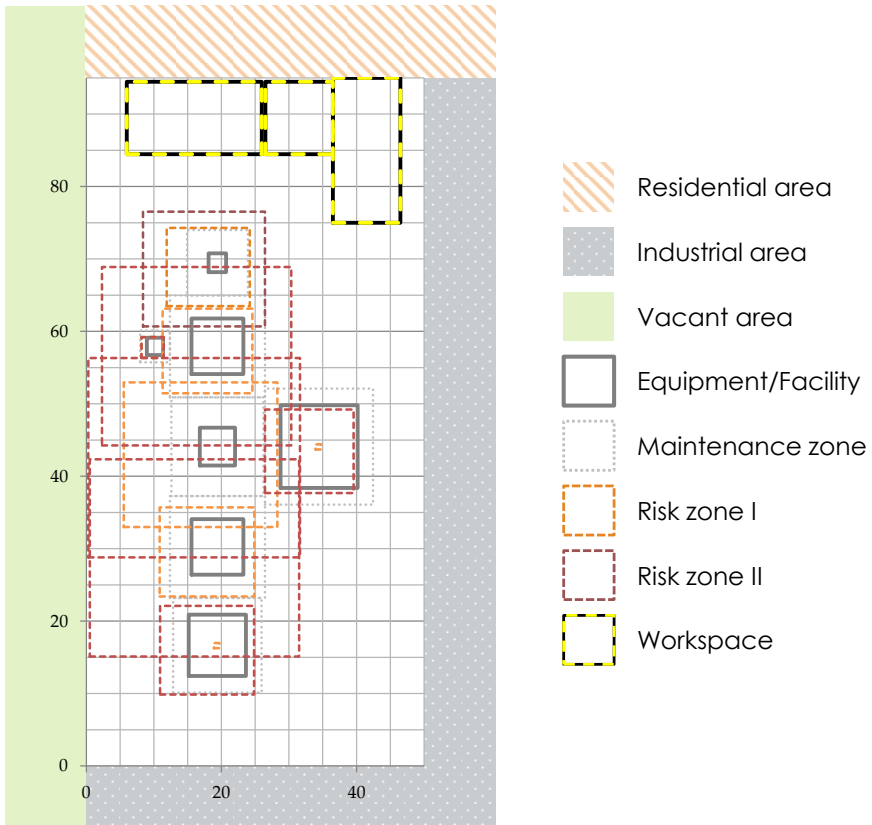 80
60
40
20
0
0
20
40
Residential area
Industrial area
Vacant area
Equipment/Facility
Maintenance zone
Risk zone I
Risk zone II
Workspace